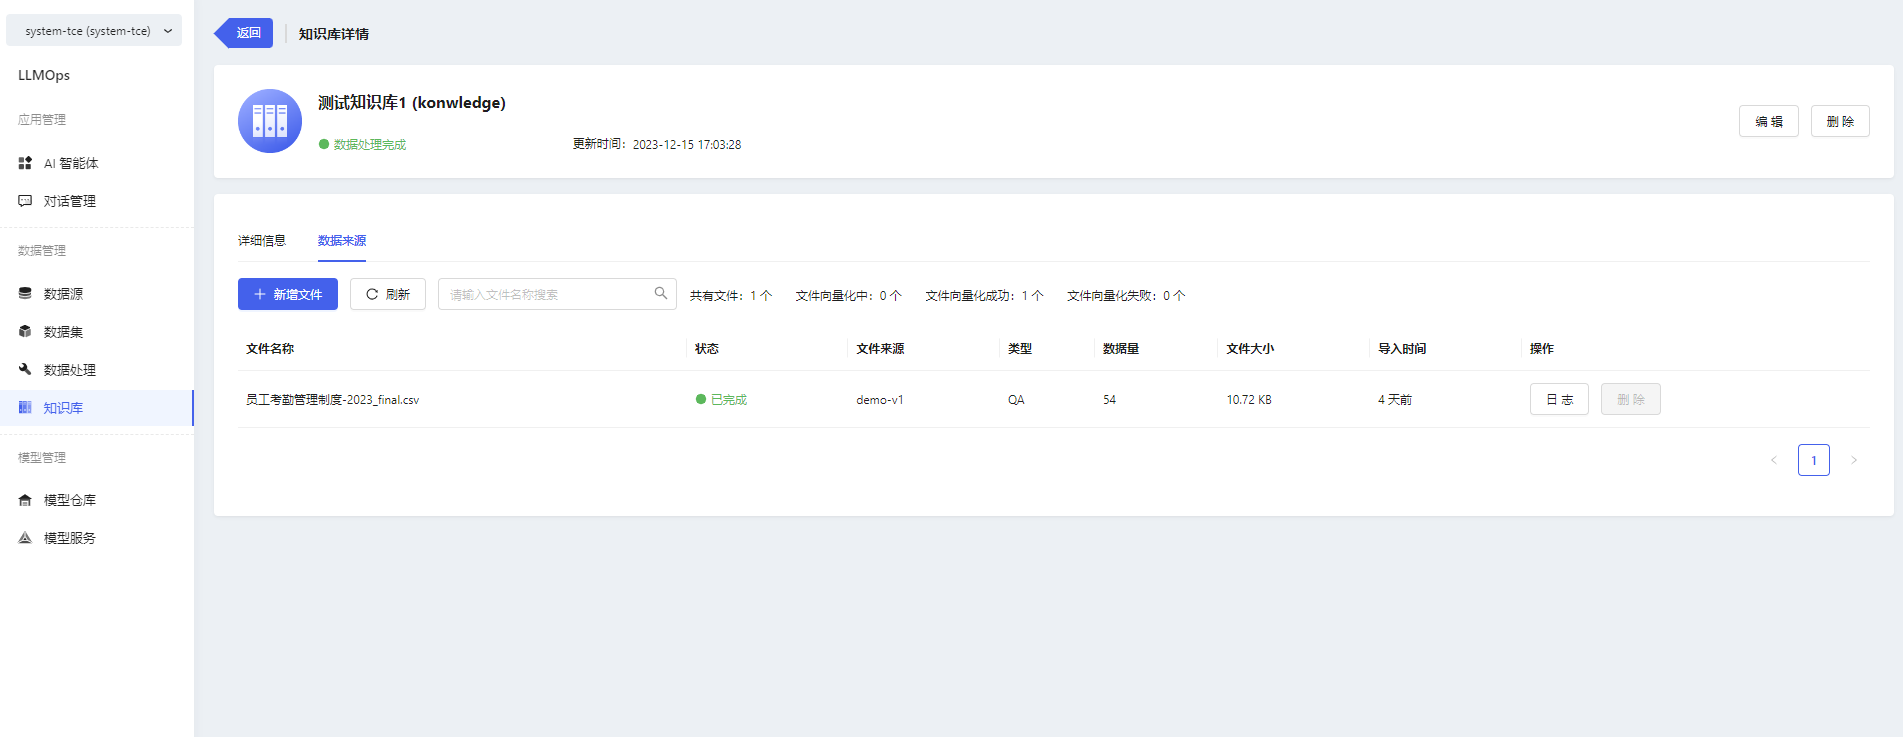 system-tce (system-tce)
LLMOps
应用管理
AI 智能体
对话管理
数据管理
数据源
数据集
数据处理
知识库
模型管理
模型仓库
模型服务
返回
知识库详情
测试知识库1 (konwledge)
数据处理完成
更新时间: 2023-12-15 17:03:28
编 辑
删 除
详细信息
数据来源
新增文件
刷新
请输入文件名称搜索
共有文件: 1 个
文件向量化中: 0 个
文件向量化成功: 1 个
文件向量化失败: 0 个
文件名称 状态 文件来源 类型 数据量 文件大小 导入时间 操作
员工考勤管理制度-2023_final.csv 已完成 demo-v1 QA 54 10.72 KB 4 天前 日 志 删 除
< 1 >